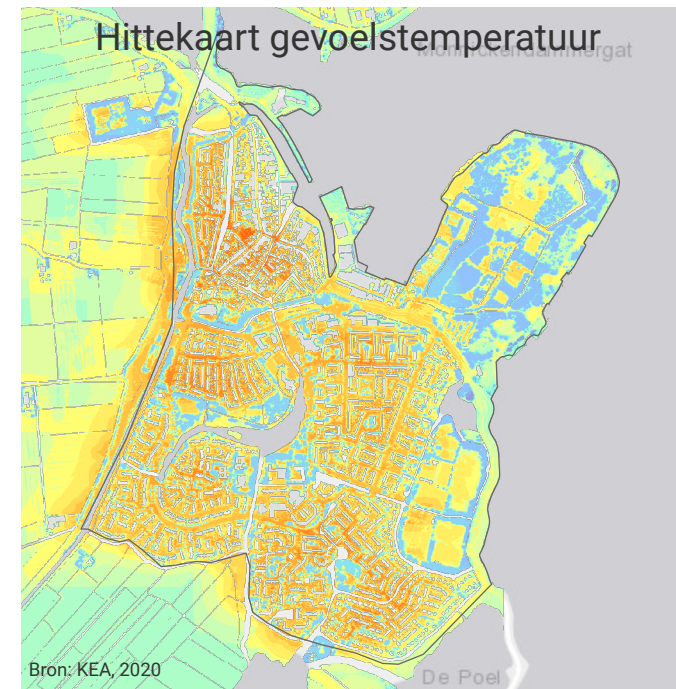 Hittekaart gevoelstemperatuur
Monnickendammergat
Bron: KEA, 2020
De Poel